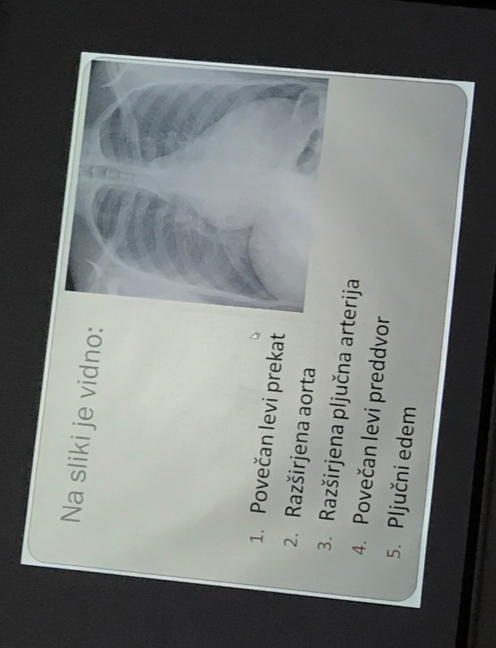 Na sliki je vidno:
1. Povečan levi prekat
2. Razširjena aorta
3. Razširjena pljučna arterija
4. Povečan levi preddvor
5. Pljučni edem